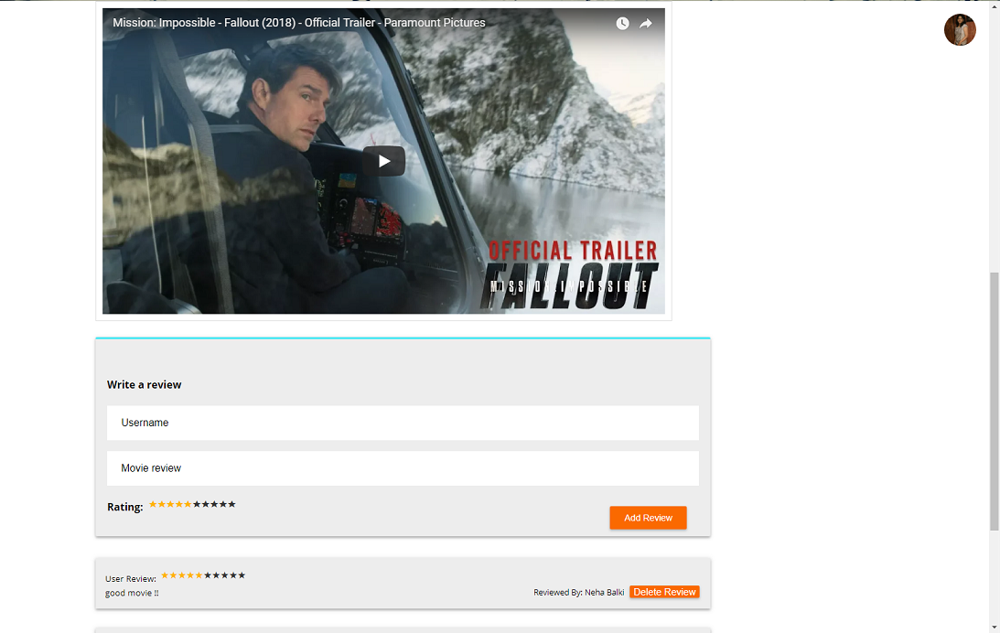 Mission: Impossible - Fallout (2018) - Official Trailer - Paramount Pictures
OFFICIAL TRAILER
FALLOUT
MISSION: IMPOSSIBLE
Write a review
Username
Movie review
Rating:
Add Review
User Review:
good movie !!
Reviewed By: Neha Balki Delete Review